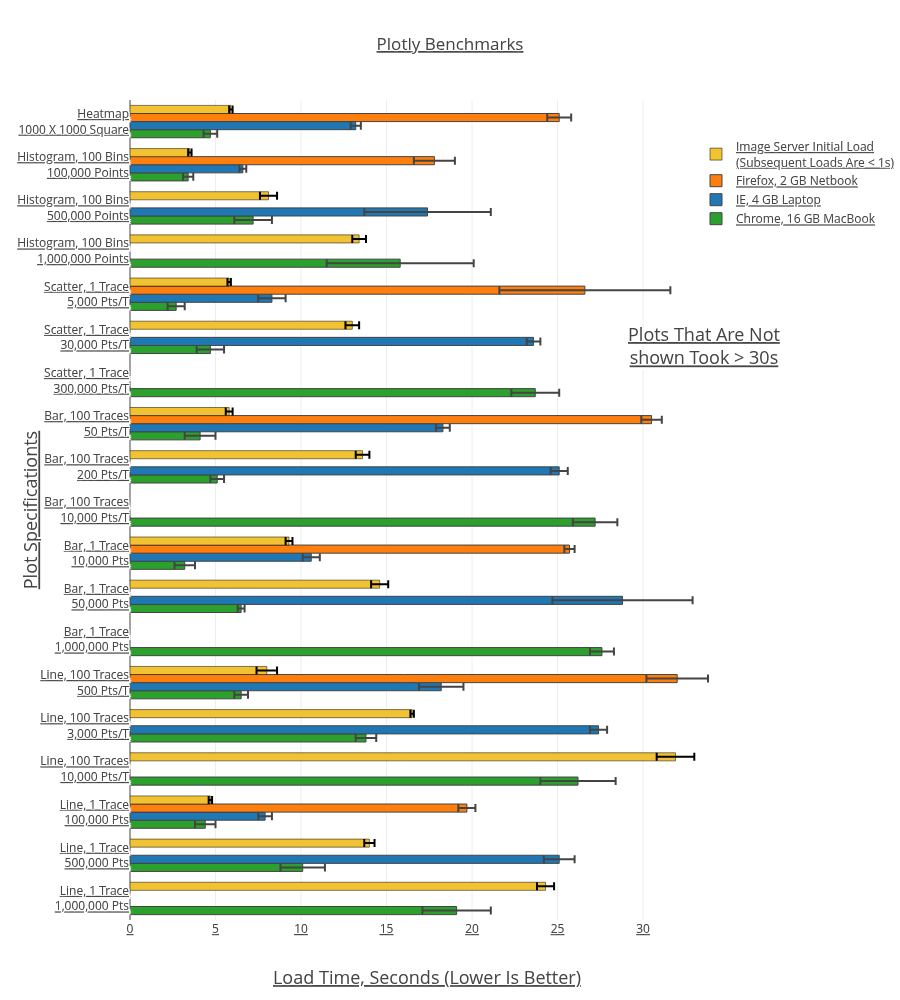 Plotly Benchmarks
Heatmap
1000 X 1000 Square
Histogram, 100 Bins
100,000 Points
Histogram, 100 Bins
500,000 Points
Histogram, 100 Bins
1,000,000 Points
Scatter, 1 Trace
5,000 Pts/T
Scatter, 1 Trace
30,000 Pts/T
Scatter, 1 Trace
300,000 Pts/T
Bar, 100 Traces
50 Pts/T
Bar, 100 Traces
200 Pts/T
Bar, 100 Traces
10,000 Pts/T
Bar, 1 Trace
10,000 Pts
Bar, 1 Trace
50,000 Pts
Bar, 1 Trace
1,000,000 Pts
Line, 100 Traces
500 Pts/T
Line, 100 Traces
3,000 Pts/T
Line, 100 Traces
10,000 Pts/T
Line, 1 Trace
100,000 Pts
Line, 1 Trace
500,000 Pts
Line, 1 Trace
1,000,000 Pts
Plot Specificationts
Image Server Initial Load
(Subsequent Loads Are < 1s)
Firefox, 2 GB Netbook
IE, 4 GB Laptop
Chrome, 16 GB MacBook
Plots That Are Not
shown Took > 30s
0 5 10 15 20 25 30
Load Time, Seconds (Lower Is Better)